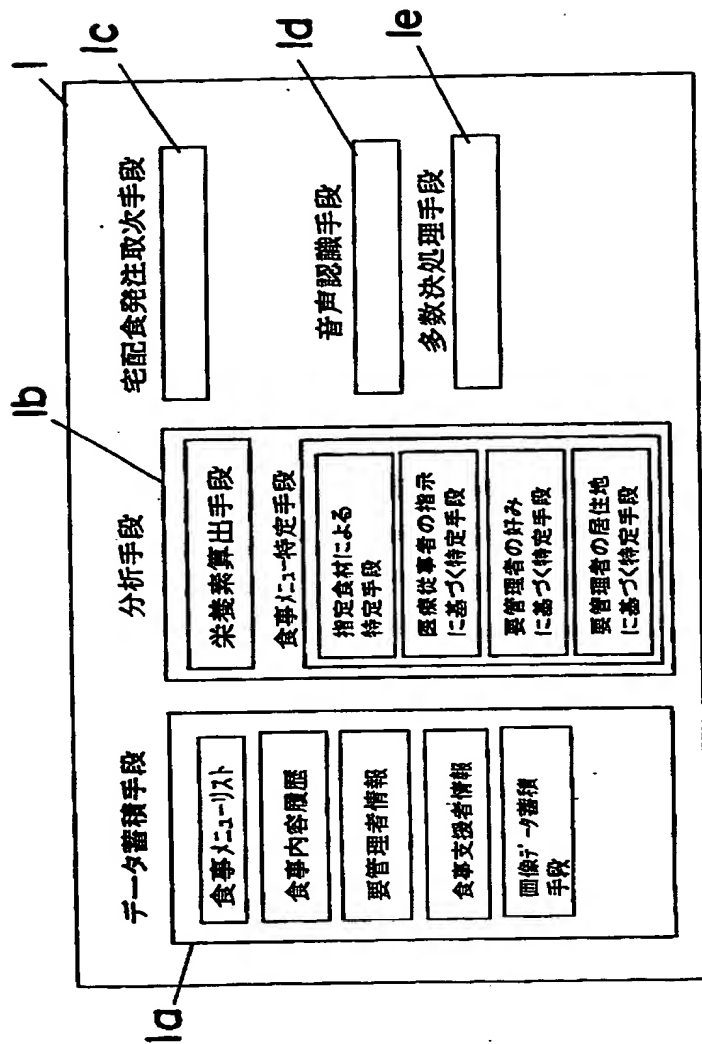 1
データ蓄積手段
1a
食事メニューリスト
食事内容履歴
要管理者情報
食事支援者情報
画像データ蓄積
手段
分析手段
1b
栄養素算出手段
食事メニュー特定手段
指定食材による
特定手段
医療従事者の指示
に基づく特定手段
要管理者の好み
に基づく特定手段
要管理者の居住地
に基づく特定手段
宅配食発注取次手段
1c
音声認識手段
1d
多数決処理手段
1e